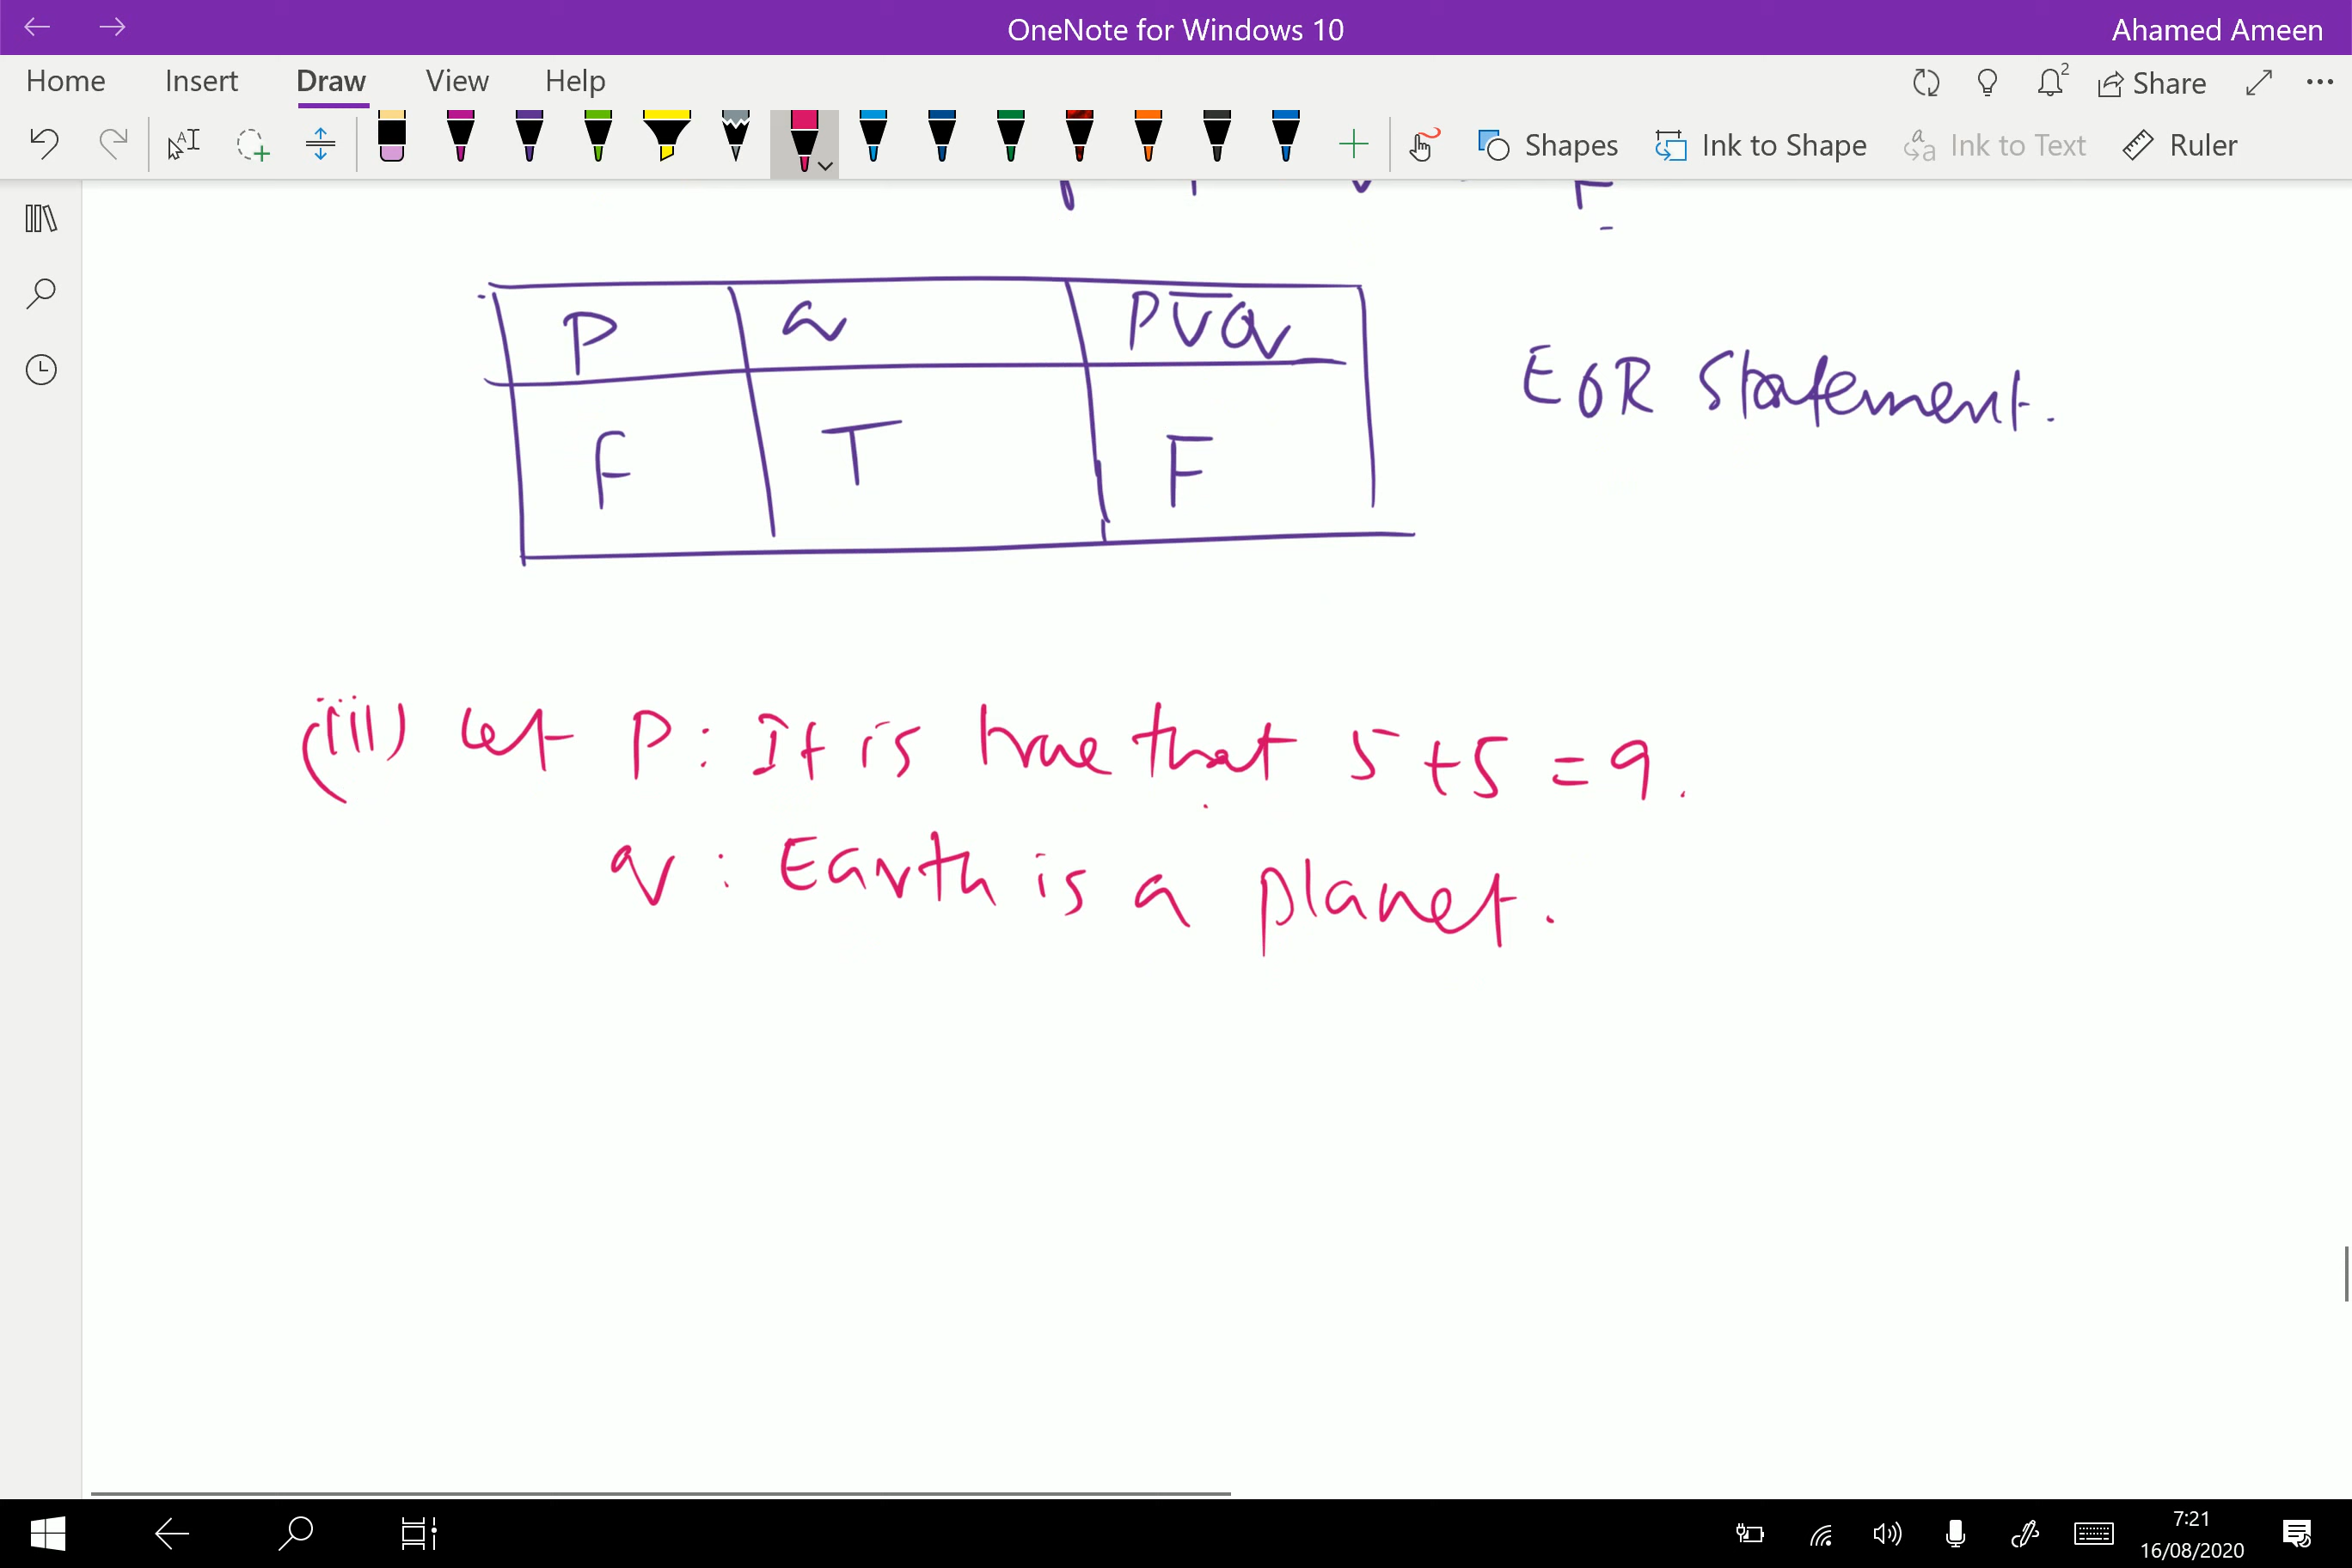 OneNote for Windows 10
Ahamed Ameen
Home Insert Draw View Help
2
Share
Shapes Ink to Shape Ink to Text Ruler
F
P q P ⊽ q
F T F
EOR Statement.
(iii) Let P : It is true that 5 + 5 = 9.
q : Earth is a planet.
7:21
16/08/2020